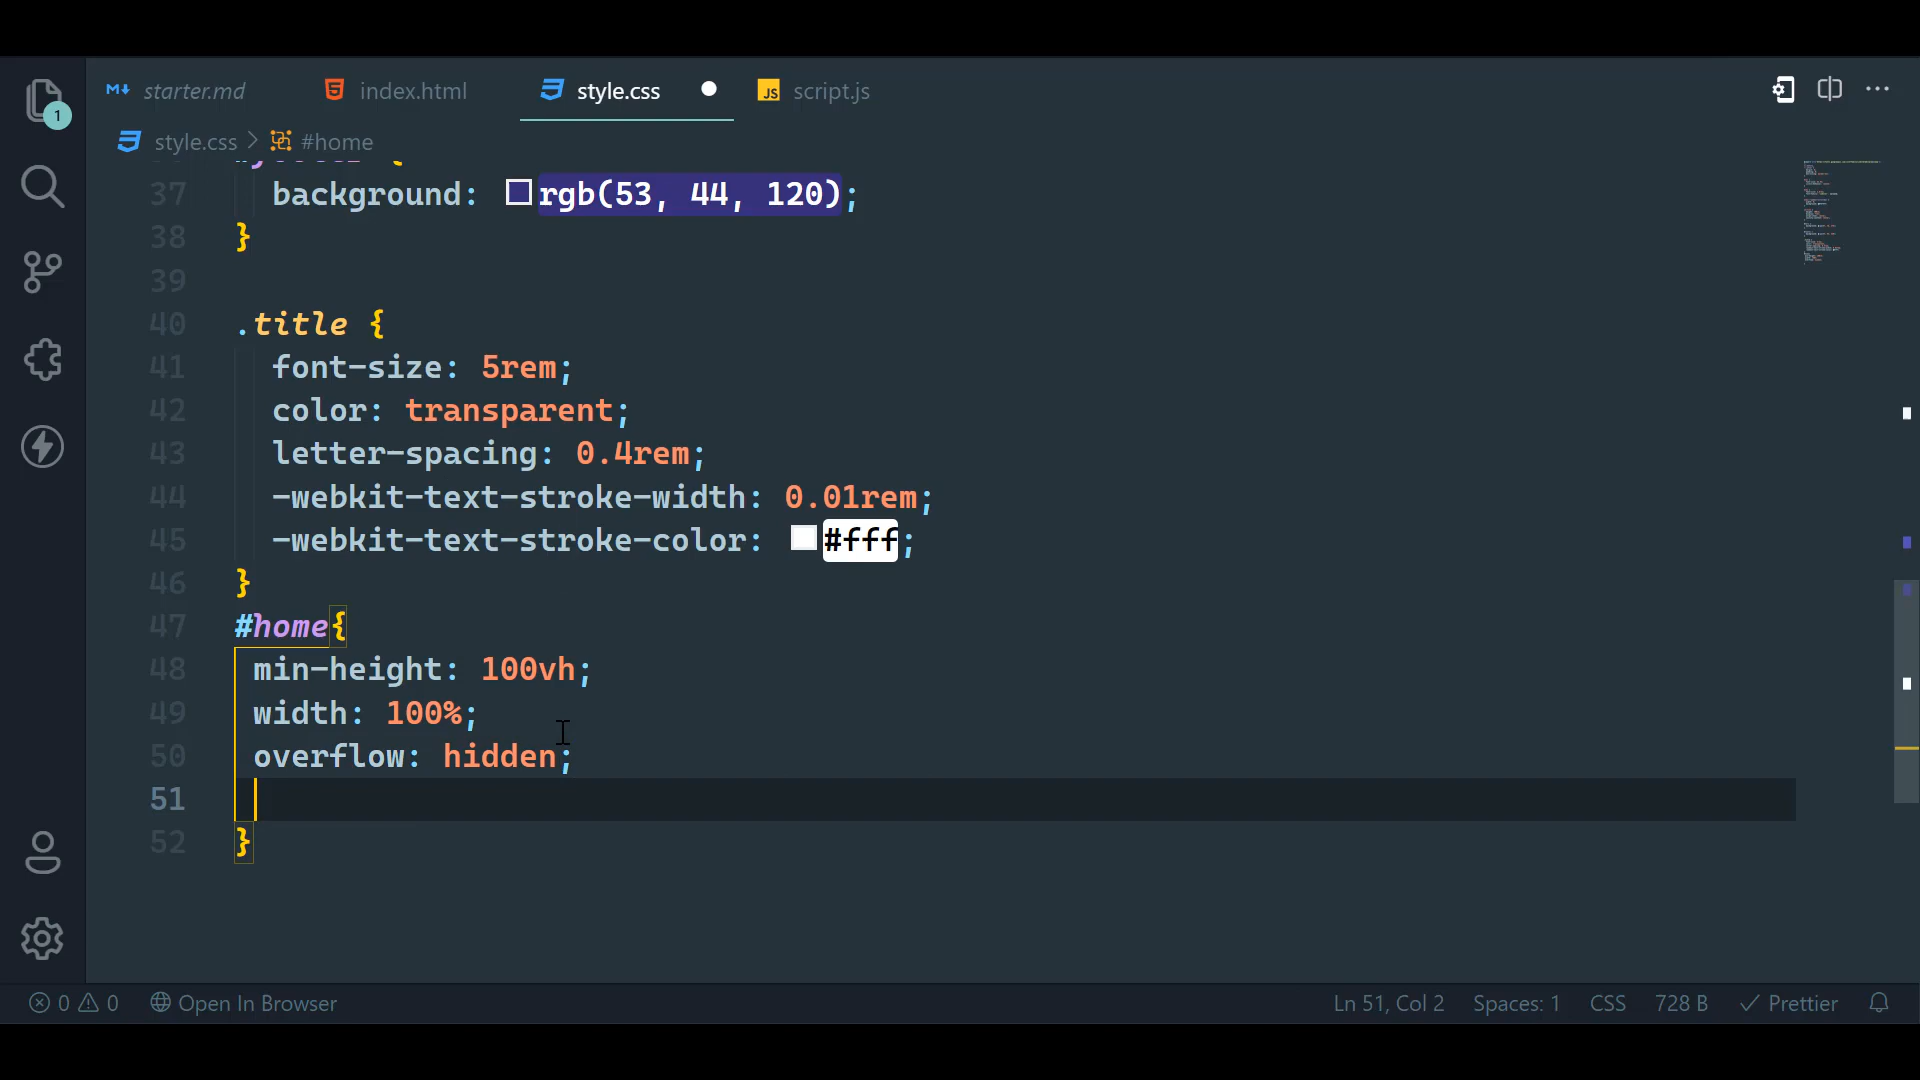 starter.md index.html style.css script.js
style.css > #home
37 background: rgb(53, 44, 120);
38 }
39
40 .title {
41 font-size: 5rem;
42 color: transparent;
43 letter-spacing: 0.4rem;
44 -webkit-text-stroke-width: 0.01rem;
45 -webkit-text-stroke-color: #fff;
46 }
47 #home{
48 min-height: 100vh;
49 width: 100%;
50 overflow: hidden;
51
52 }
1
0 0 Open In Browser Ln 51, Col 2 Spaces: 1 CSS 728 B Prettier